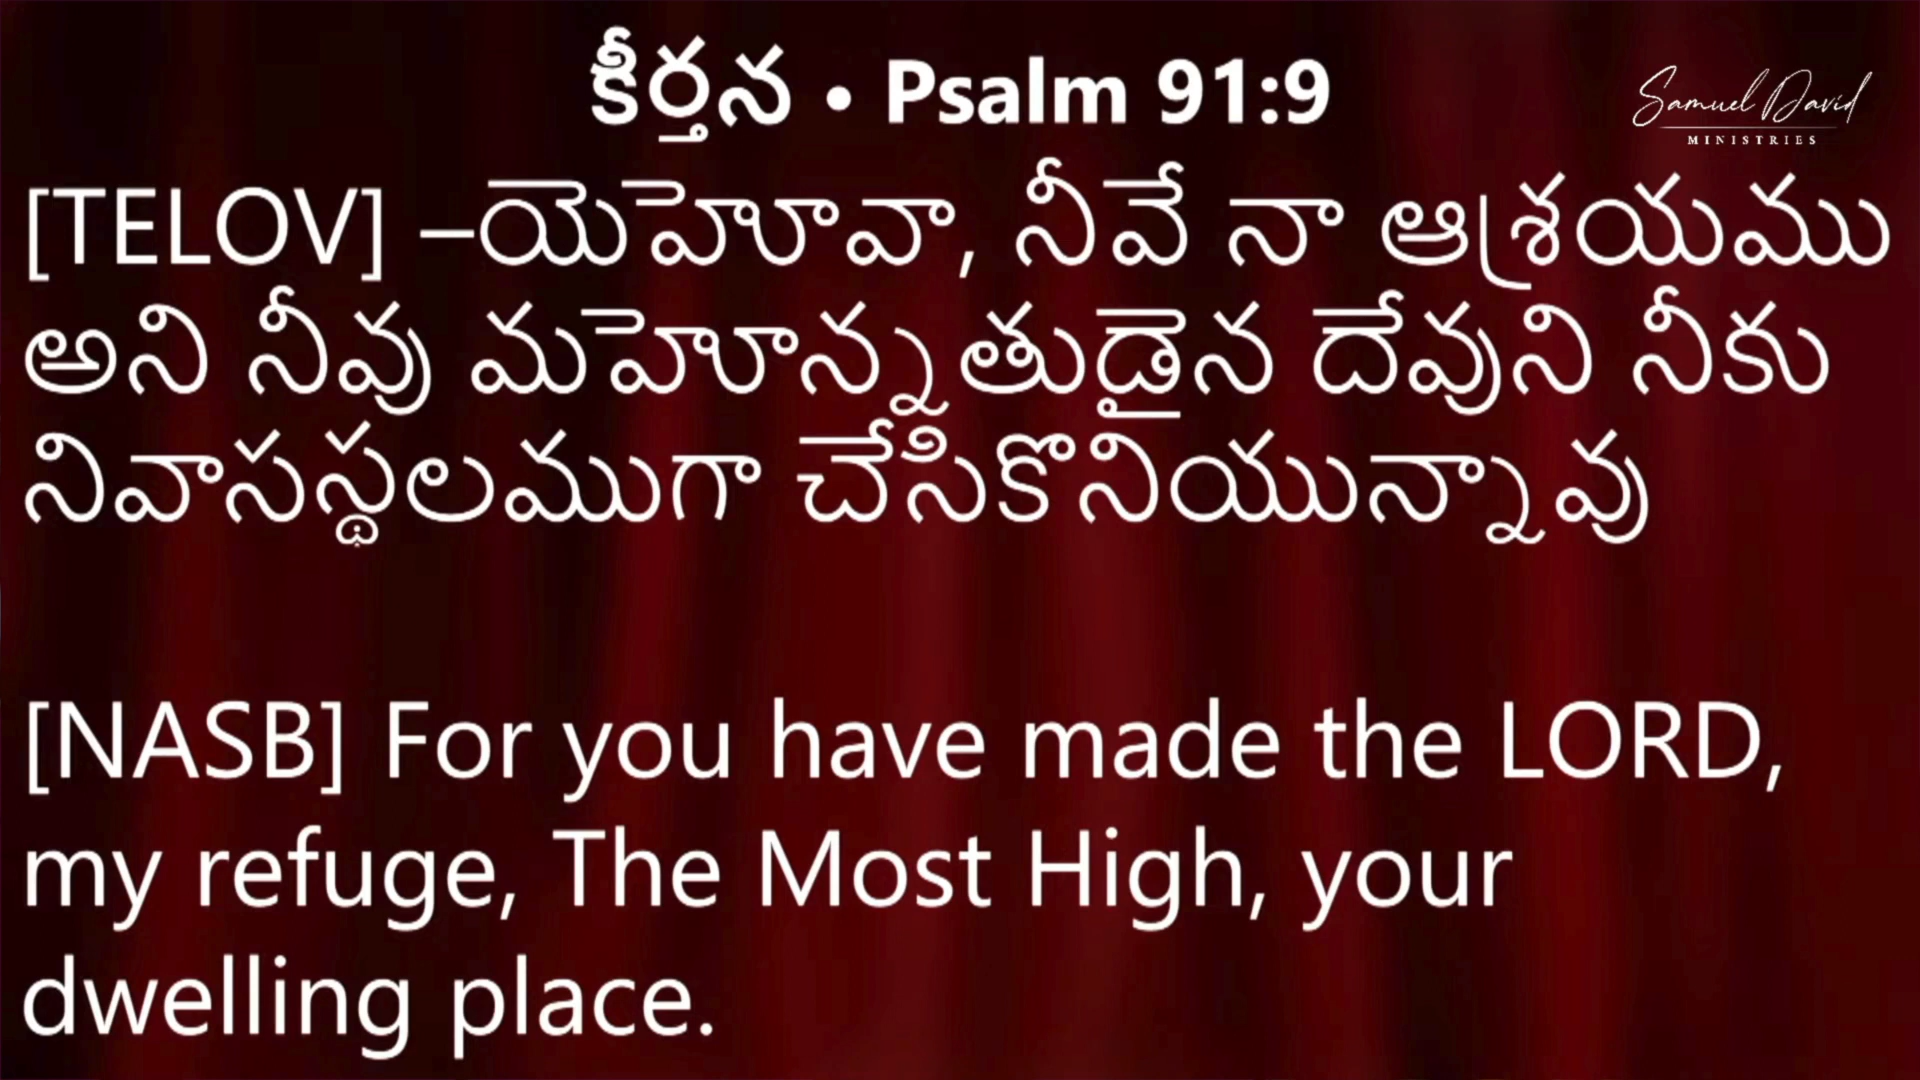 కీర్తన • Psalm 91:9
Samuel David
MINISTRIES
[TELOV] –యెహోవా, నీవే నా ఆశ్రయము
అని నీవు మహోన్నతుడైన దేవుని నీకు
నివాసస్థలముగా చేసికొనియున్నావు
[NASB] For you have made the LORD,
my refuge, The Most High, your
dwelling place.